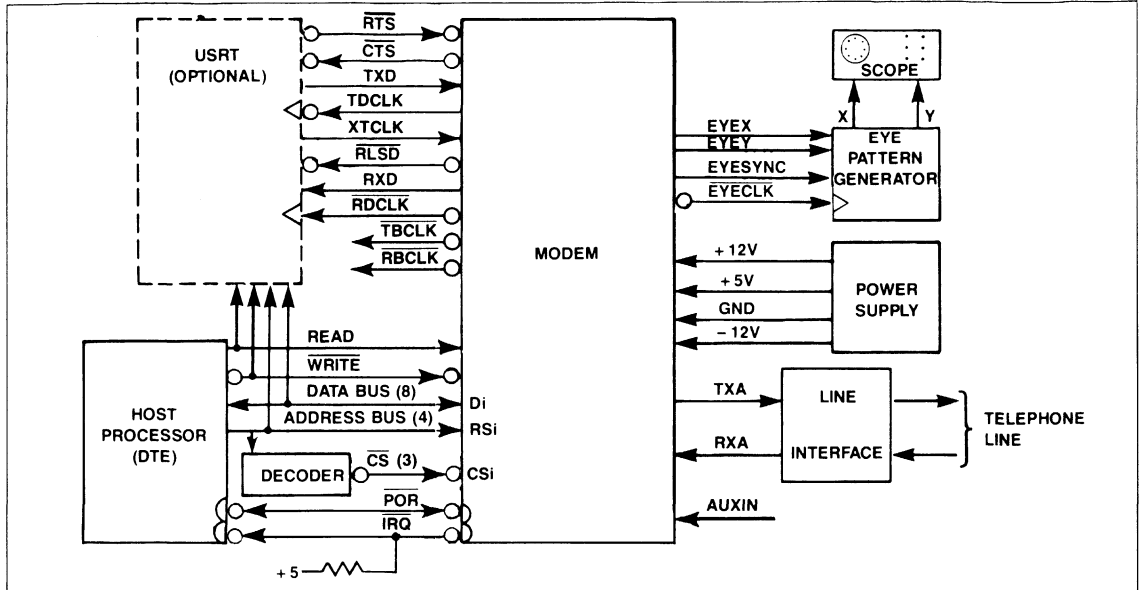 USRT
(OPTIONAL)
RTS
CTS
TXD
TDCLK
XTCLK
RLSD
RXD
RDCLK
TBCLK
RBCLK
MODEM
SCOPE
X
Y
EYE
PATTERN
GENERATOR
EYEX
EYEY
EYESYNC
EYECLK
+12V
+5V
GND
-12V
POWER
SUPPLY
HOST
PROCESSOR
(DTE)
READ
WRITE
DATA BUS (8)
Di
ADDRESS BUS (4)
RSi
DECODER
CS (3)
CSi
POR
IRQ
+5
TXA
RXA
LINE
INTERFACE
TELEPHONE
LINE
AUXIN